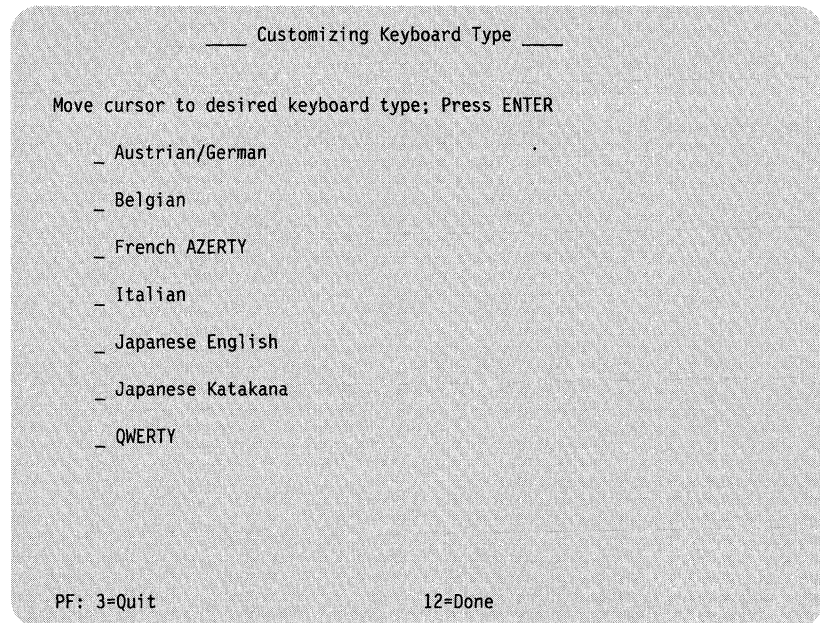 ____ Customizing Keyboard Type ____
Move cursor to desired keyboard type; Press ENTER
_ Austrian/German
_ Belgian
_ French AZERTY
_ Italian
_ Japanese English
_ Japanese Katakana
_ QWERTY
PF: 3=Quit 12=Done